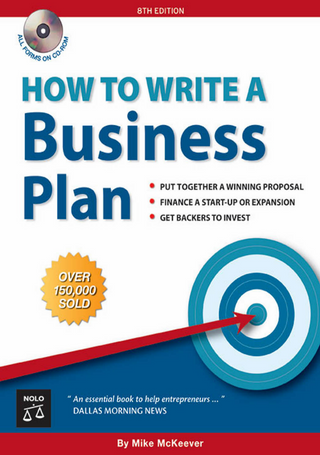 8TH EDITION
ALL FORMS ON CD-ROM
HOW TO WRITE A
Business
Plan
• PUT TOGETHER A WINNING PROPOSAL
• FINANCE A START-UP OR EXPANSION
• GET BACKERS TO INVEST
OVER
150,000
SOLD
NOLO
" An essential book to help entrepreneurs ... "
DALLAS MORNING NEWS
By Mike McKeever